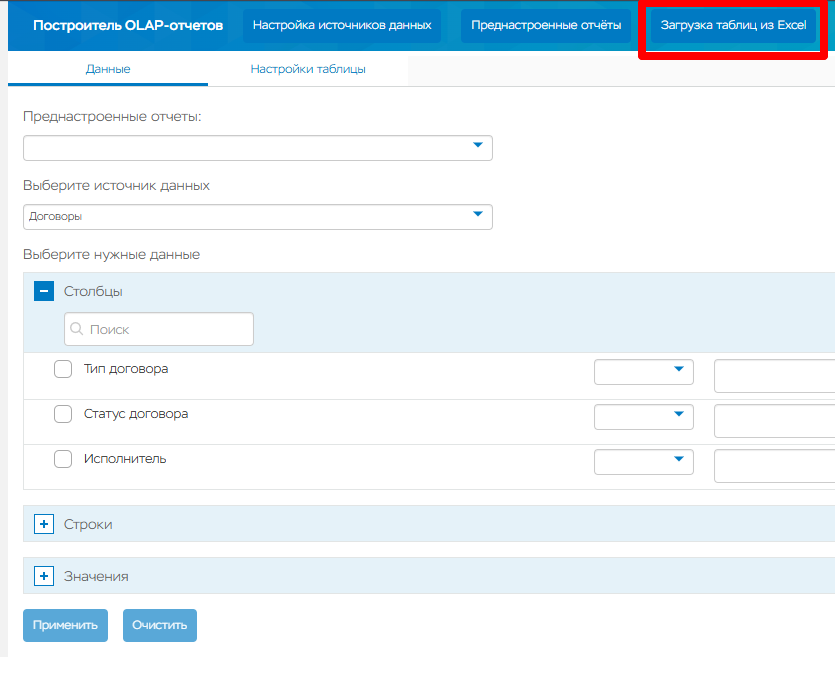 Построитель OLAP-отчетов Настройка источников данных Преднастроенные отчёты Загрузка таблиц из Excel
Данные Настройки таблицы
Преднастроенные отчеты:
Выберите источник данных
Договоры
Выберите нужные данные
Столбцы
Поиск
Тип договора
Статус договора
Исполнитель
Строки
Значения
Применить Очистить